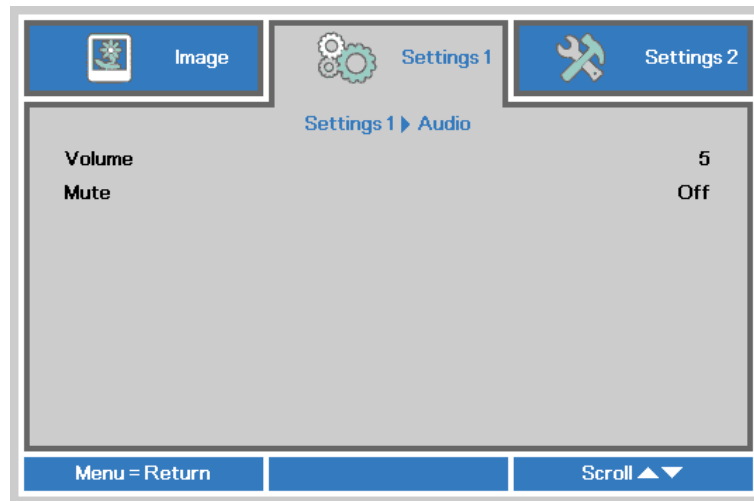 Image
Settings 1
Settings 2
Settings 1 ▶ Audio
Volume 5
Mute Off
Menu = Return
Scroll ▲▼